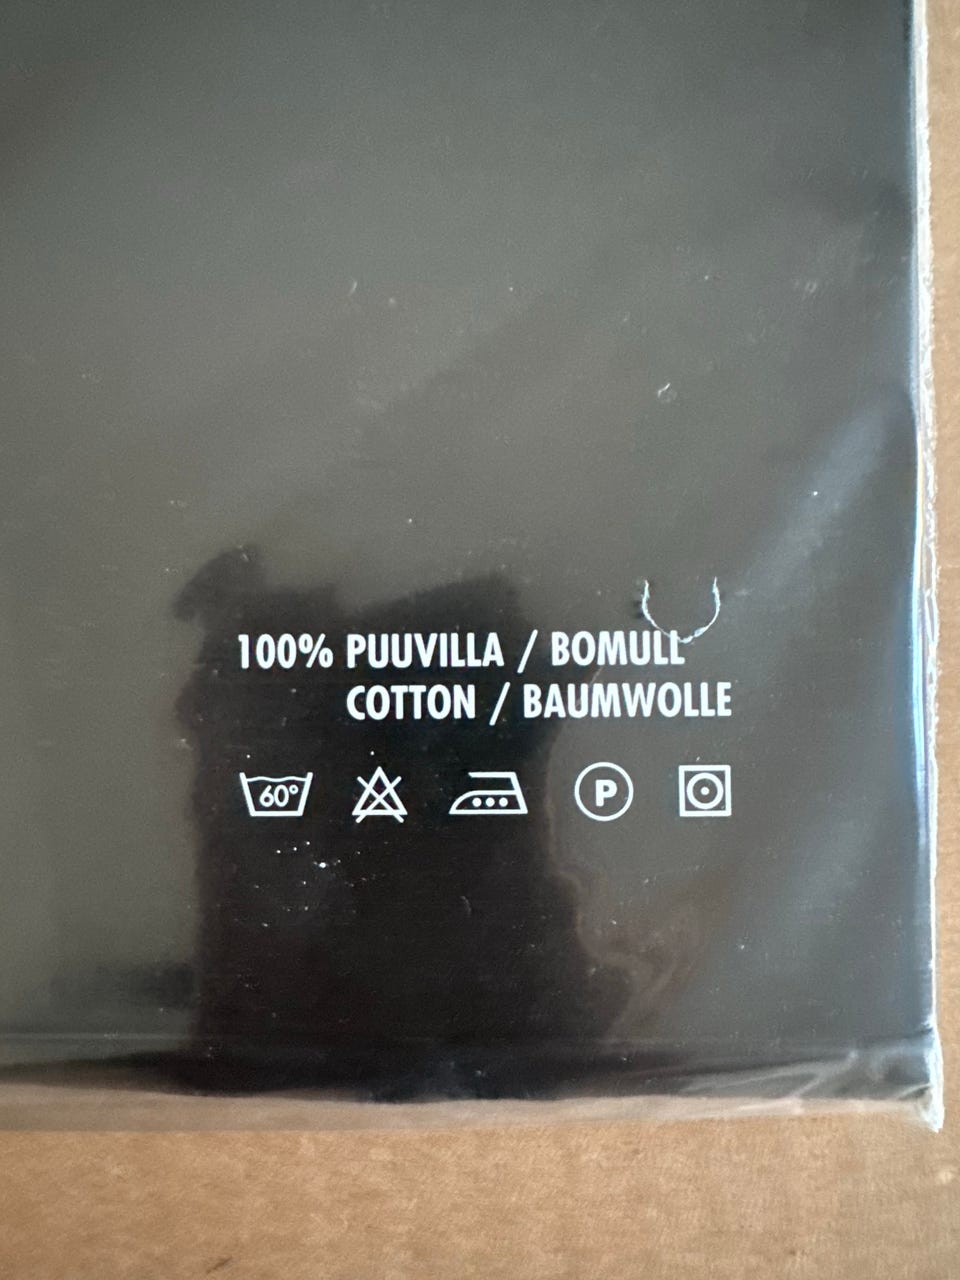 100% PUUVILLA / BOMULL
COTTON / BAUMWOLLE
60° P